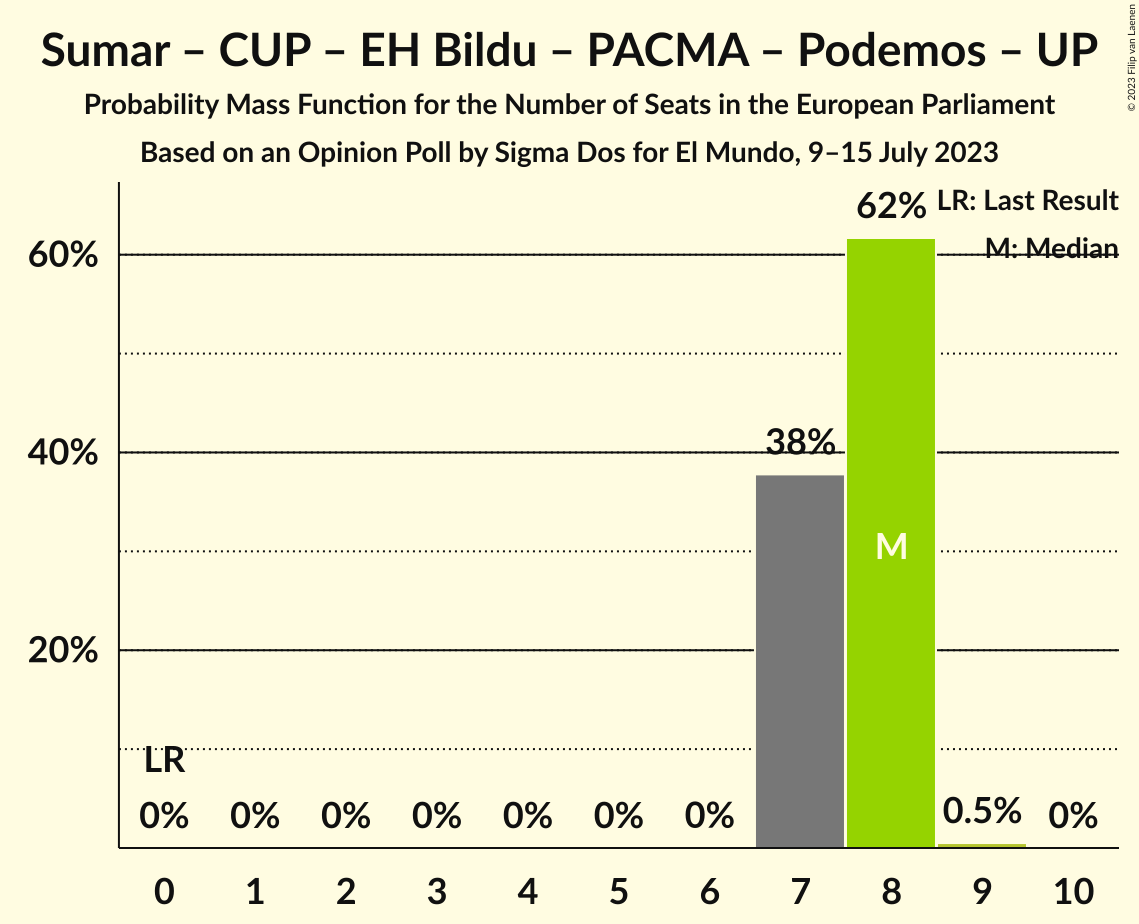 Sumar – CUP – EH Bildu – PACMA – Podemos – UP
Probability Mass Function for the Number of Seats in the European Parliament
Based on an Opinion Poll by Sigma Dos for El Mundo, 9–15 July 2023
© 2023 Filip van Laenen
LR: Last Result
M: Median
60%
40%
20%
62%
38%
M
LR
0% 0% 0% 0% 0% 0% 0% 0.5% 0%
0 1 2 3 4 5 6 7 8 9 10